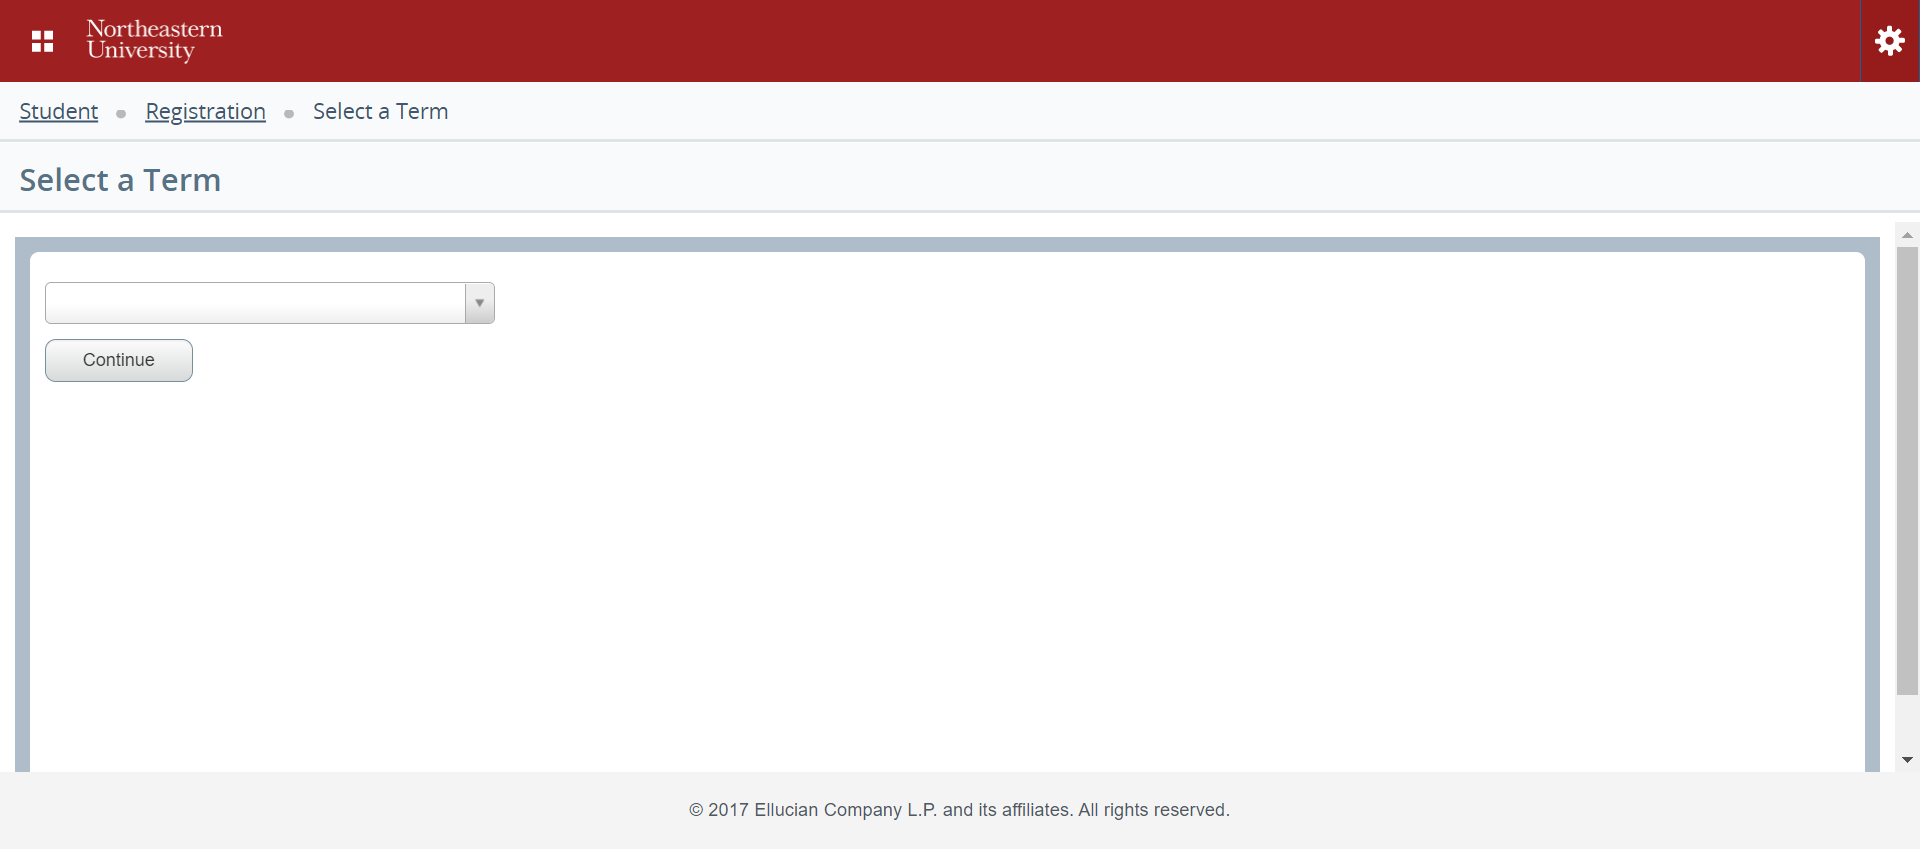 Northeastern
University
Student • Registration • Select a Term
Select a Term
Continue
© 2017 Ellucian Company L.P. and its affiliates. All rights reserved.